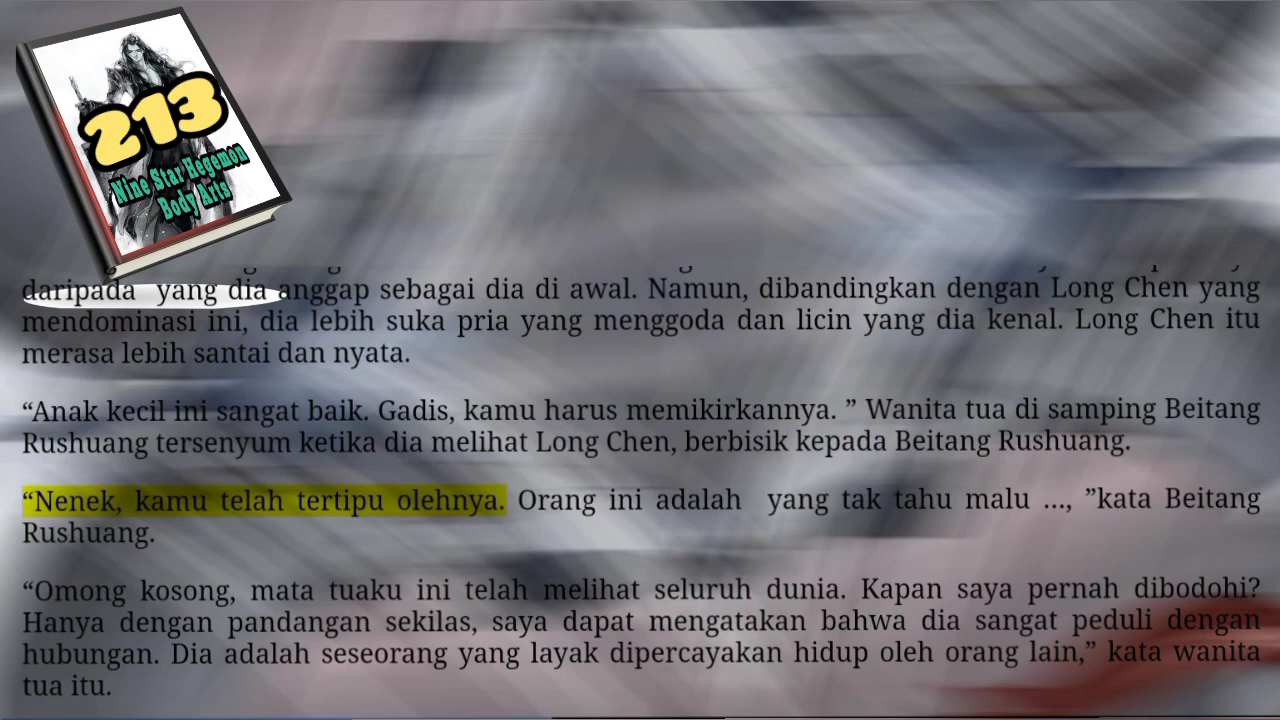 213
Nine Star Hegemon
Body Arts
daripada yang dia anggap sebagai dia di awal. Namun, dibandingkan dengan Long Chen yang
mendominasi ini, dia lebih suka pria yang menggoda dan licin yang dia kenal. Long Chen itu
merasa lebih santai dan nyata.
“Anak kecil ini sangat baik. Gadis, kamu harus memikirkannya. ” Wanita tua di samping Beitang
Rushuang tersenyum ketika dia melihat Long Chen, berbisik kepada Beitang Rushuang.
“Nenek, kamu telah tertipu olehnya. Orang ini adalah  yang tak tahu malu …, ”kata Beitang
Rushuang.
“Omong kosong, mata tuaku ini telah melihat seluruh dunia. Kapan saya pernah dibodohi?
Hanya dengan pandangan sekilas, saya dapat mengatakan bahwa dia sangat peduli dengan
hubungan. Dia adalah seseorang yang layak dipercayakan hidup oleh orang lain,” kata wanita
tua itu.